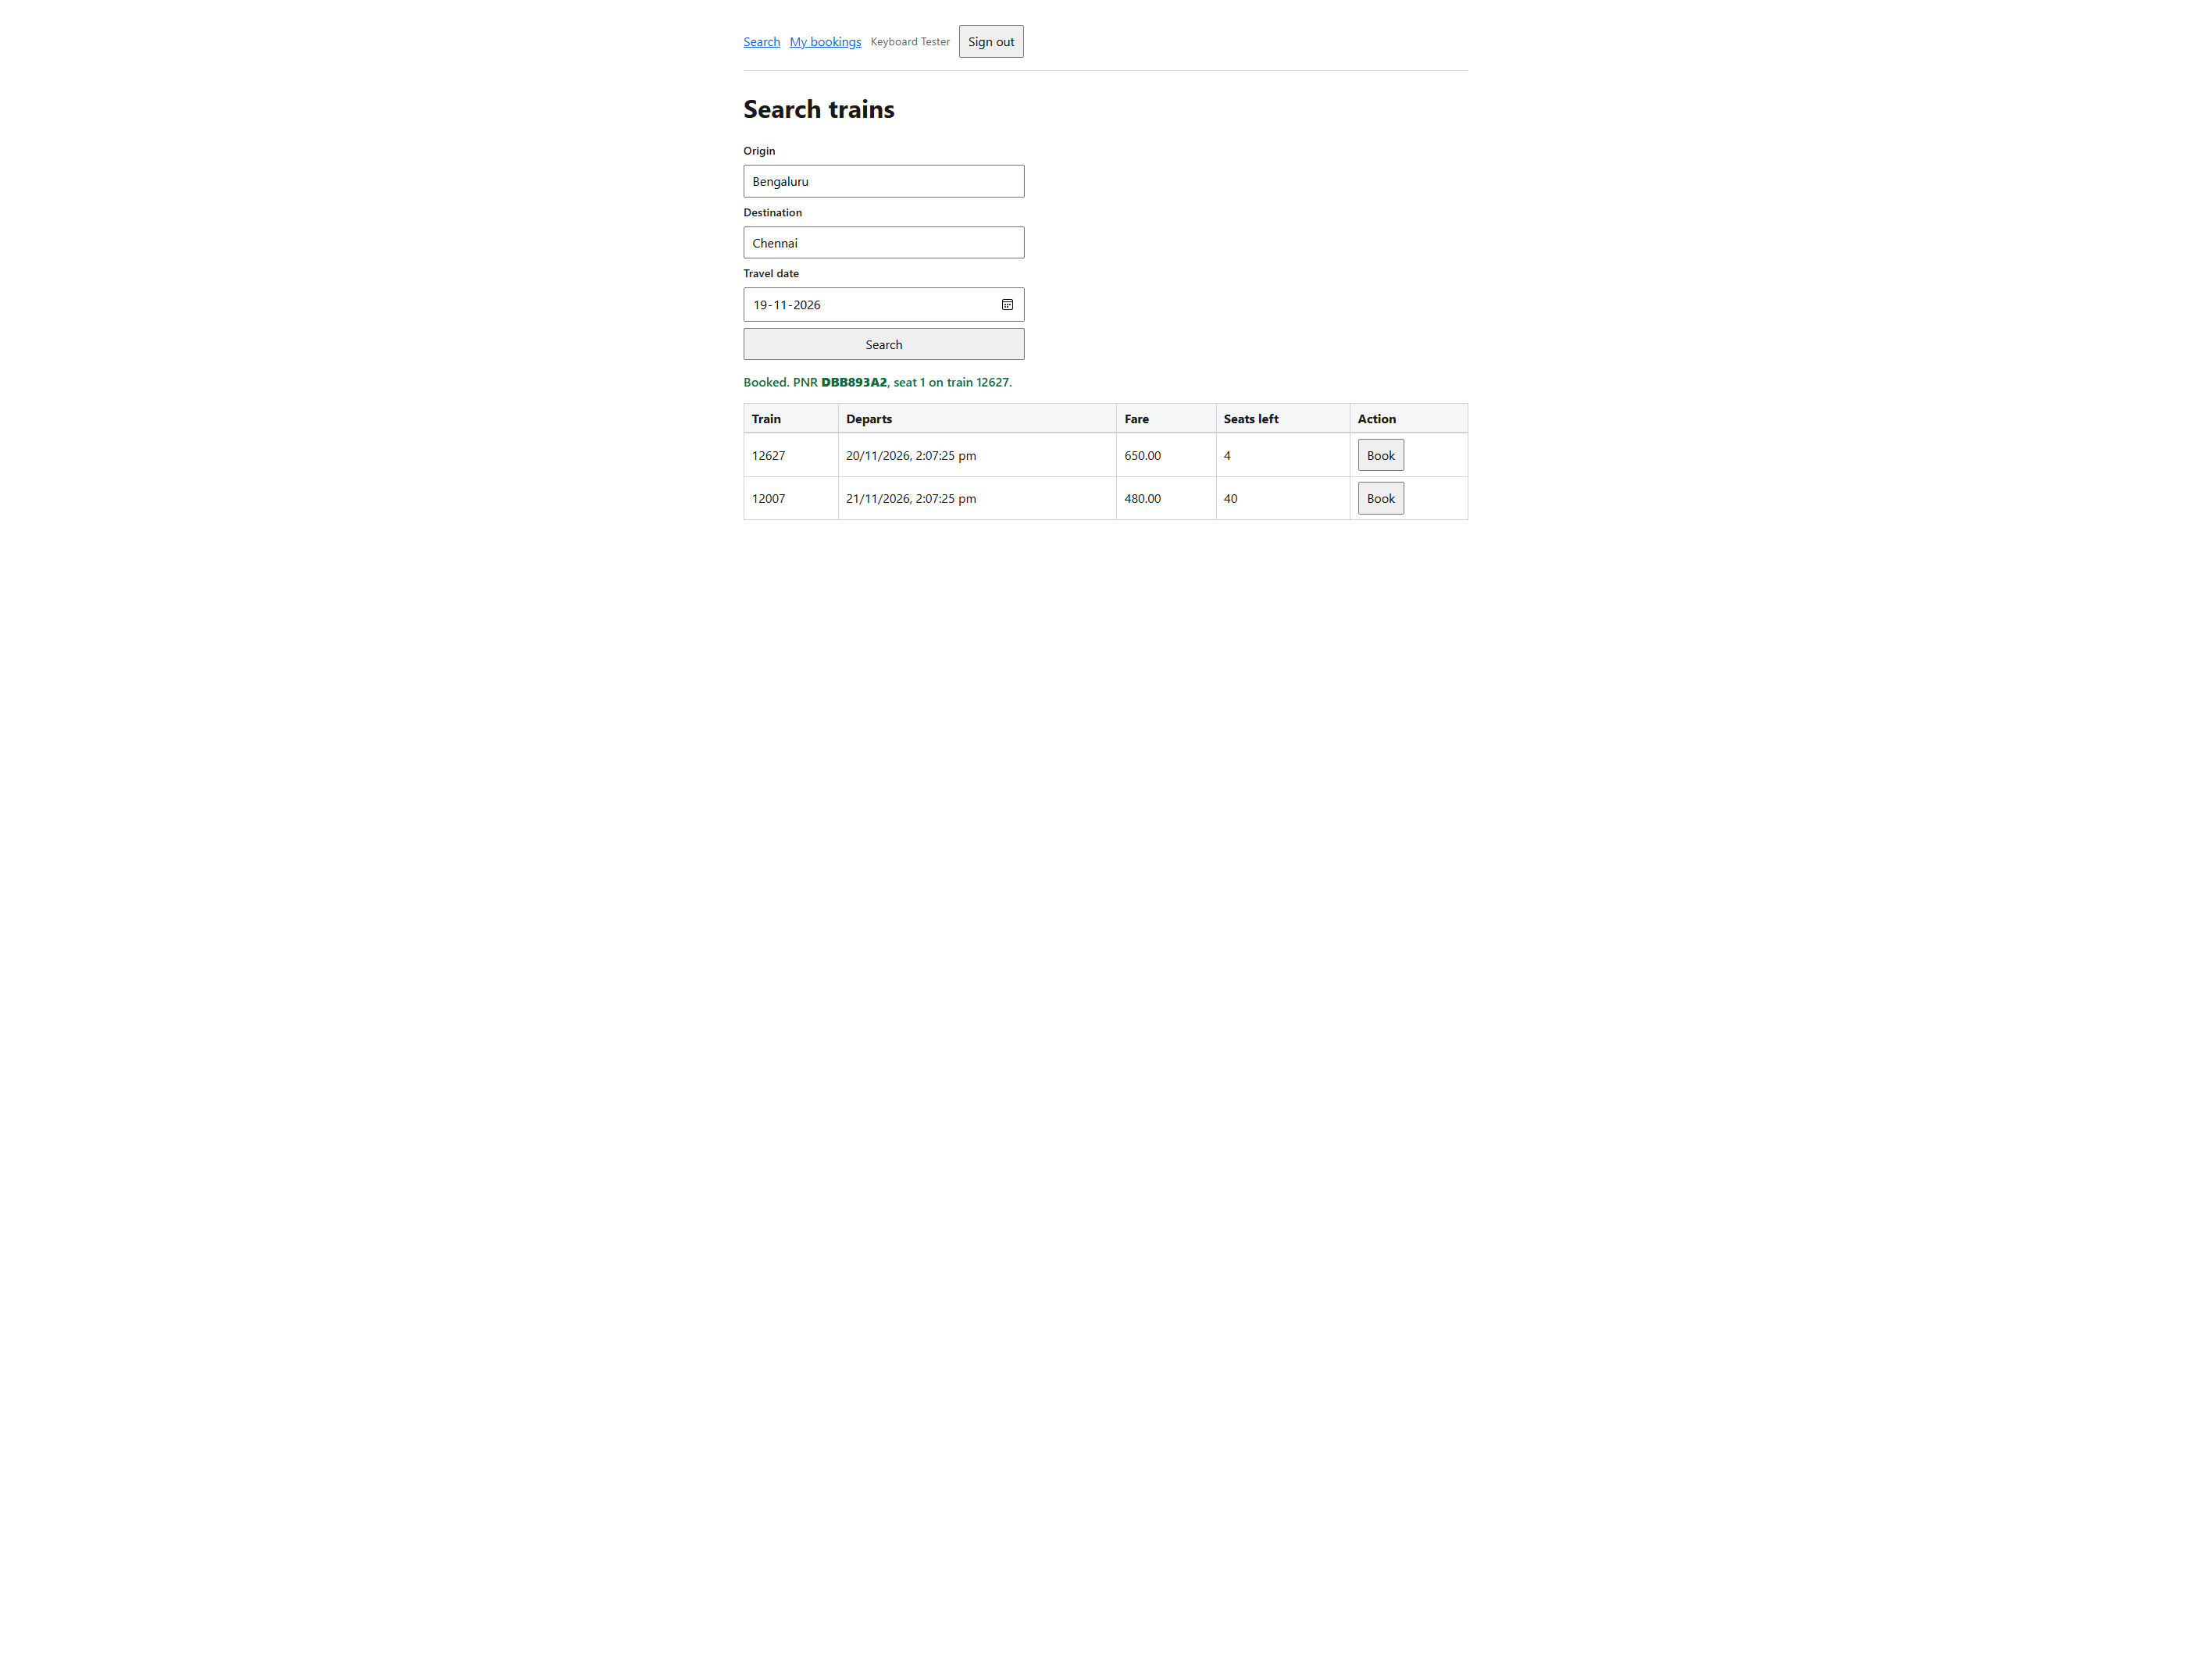 Search My bookings Keyboard Tester Sign out
Search trains
Origin
Bengaluru
Destination
Chennai
Travel date
19-11-2026
Search
Booked. PNR DBB893A2, seat 1 on train 12627.
Train Departs Fare Seats left Action
12627 20/11/2026, 2:07:25 pm 650.00 4 Book
12007 21/11/2026, 2:07:25 pm 480.00 40 Book